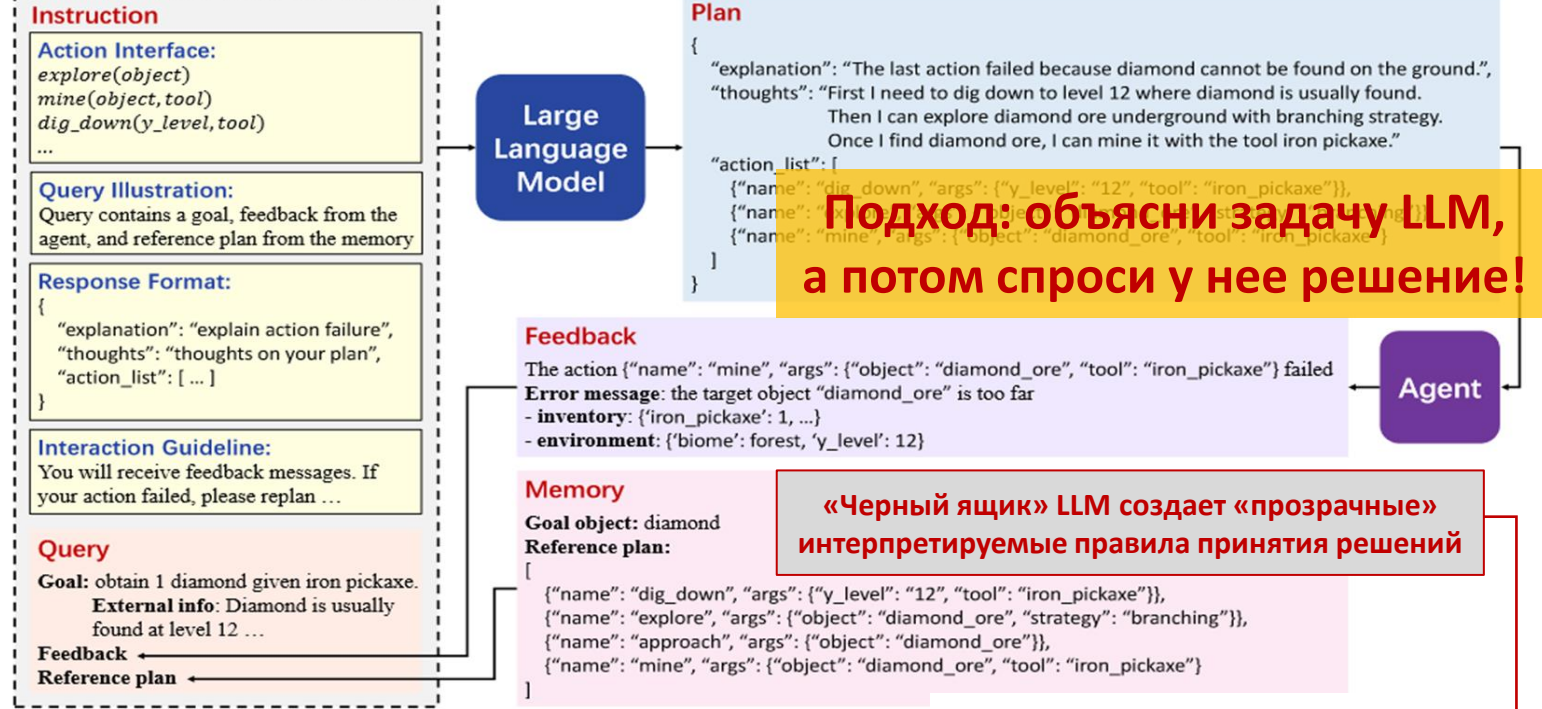 Instruction
Action Interface:
explore(object)
mine(object, tool)
dig_down(y_level, tool)
...
Query Illustration:
Query contains a goal, feedback from the
agent, and reference plan from the memory
Response Format:
{
“explanation”: “explain action failure”,
“thoughts”: “thoughts on your plan”,
“action_list”: [ ... ]
}
Interaction Guideline:
You will receive feedback messages. If
your action failed, please replan …
Query
Goal: obtain 1 diamond given iron pickaxe.
External info: Diamond is usually
found at level 12 …
Feedback
Reference plan
Large
Language
Model
Plan
{
“explanation”: “The last action failed because diamond cannot be found on the ground.”,
“thoughts”: “First I need to dig down to level 12 where diamond is usually found.
Then I can explore diamond ore underground with branching strategy.
Once I find diamond ore, I can mine it with the tool iron pickaxe.”
“action_list”: [
{“name”: “dig_down”, “args”: {“y_level”: “12”, “tool”: “iron_pickaxe”}},
{“name”:
{“name”: “mine”, “args”: {“object”: “diamond_ore”, “tool”: “iron_pickaxe”}
]
}
Подход: объясни задачу LLM,
а потом спроси у нее решение!
Feedback
The action {“name”: “mine”, “args”: {“object”: “diamond_ore”, “tool”: “iron_pickaxe”} failed
Error message: the target object “diamond_ore” is too far
- inventory: {‘iron_pickaxe’: 1, ...}
- environment: {‘biome’: forest, ‘y_level’: 12}
Agent
Memory
Goal object: diamond
Reference plan:
[
{“name”: “dig_down”, “args”: {“y_level”: “12”, “tool”: “iron_pickaxe”}},
{“name”: “explore”, “args”: {“object”: “diamond_ore”, “strategy”: “branching”}},
{“name”: “approach”, “args”: {“object”: “diamond_ore”}},
{“name”: “mine”, “args”: {“object”: “diamond_ore”, “tool”: “iron_pickaxe”}
]
«Черный ящик» LLM создает «прозрачные»
интерпретируемые правила принятия решений